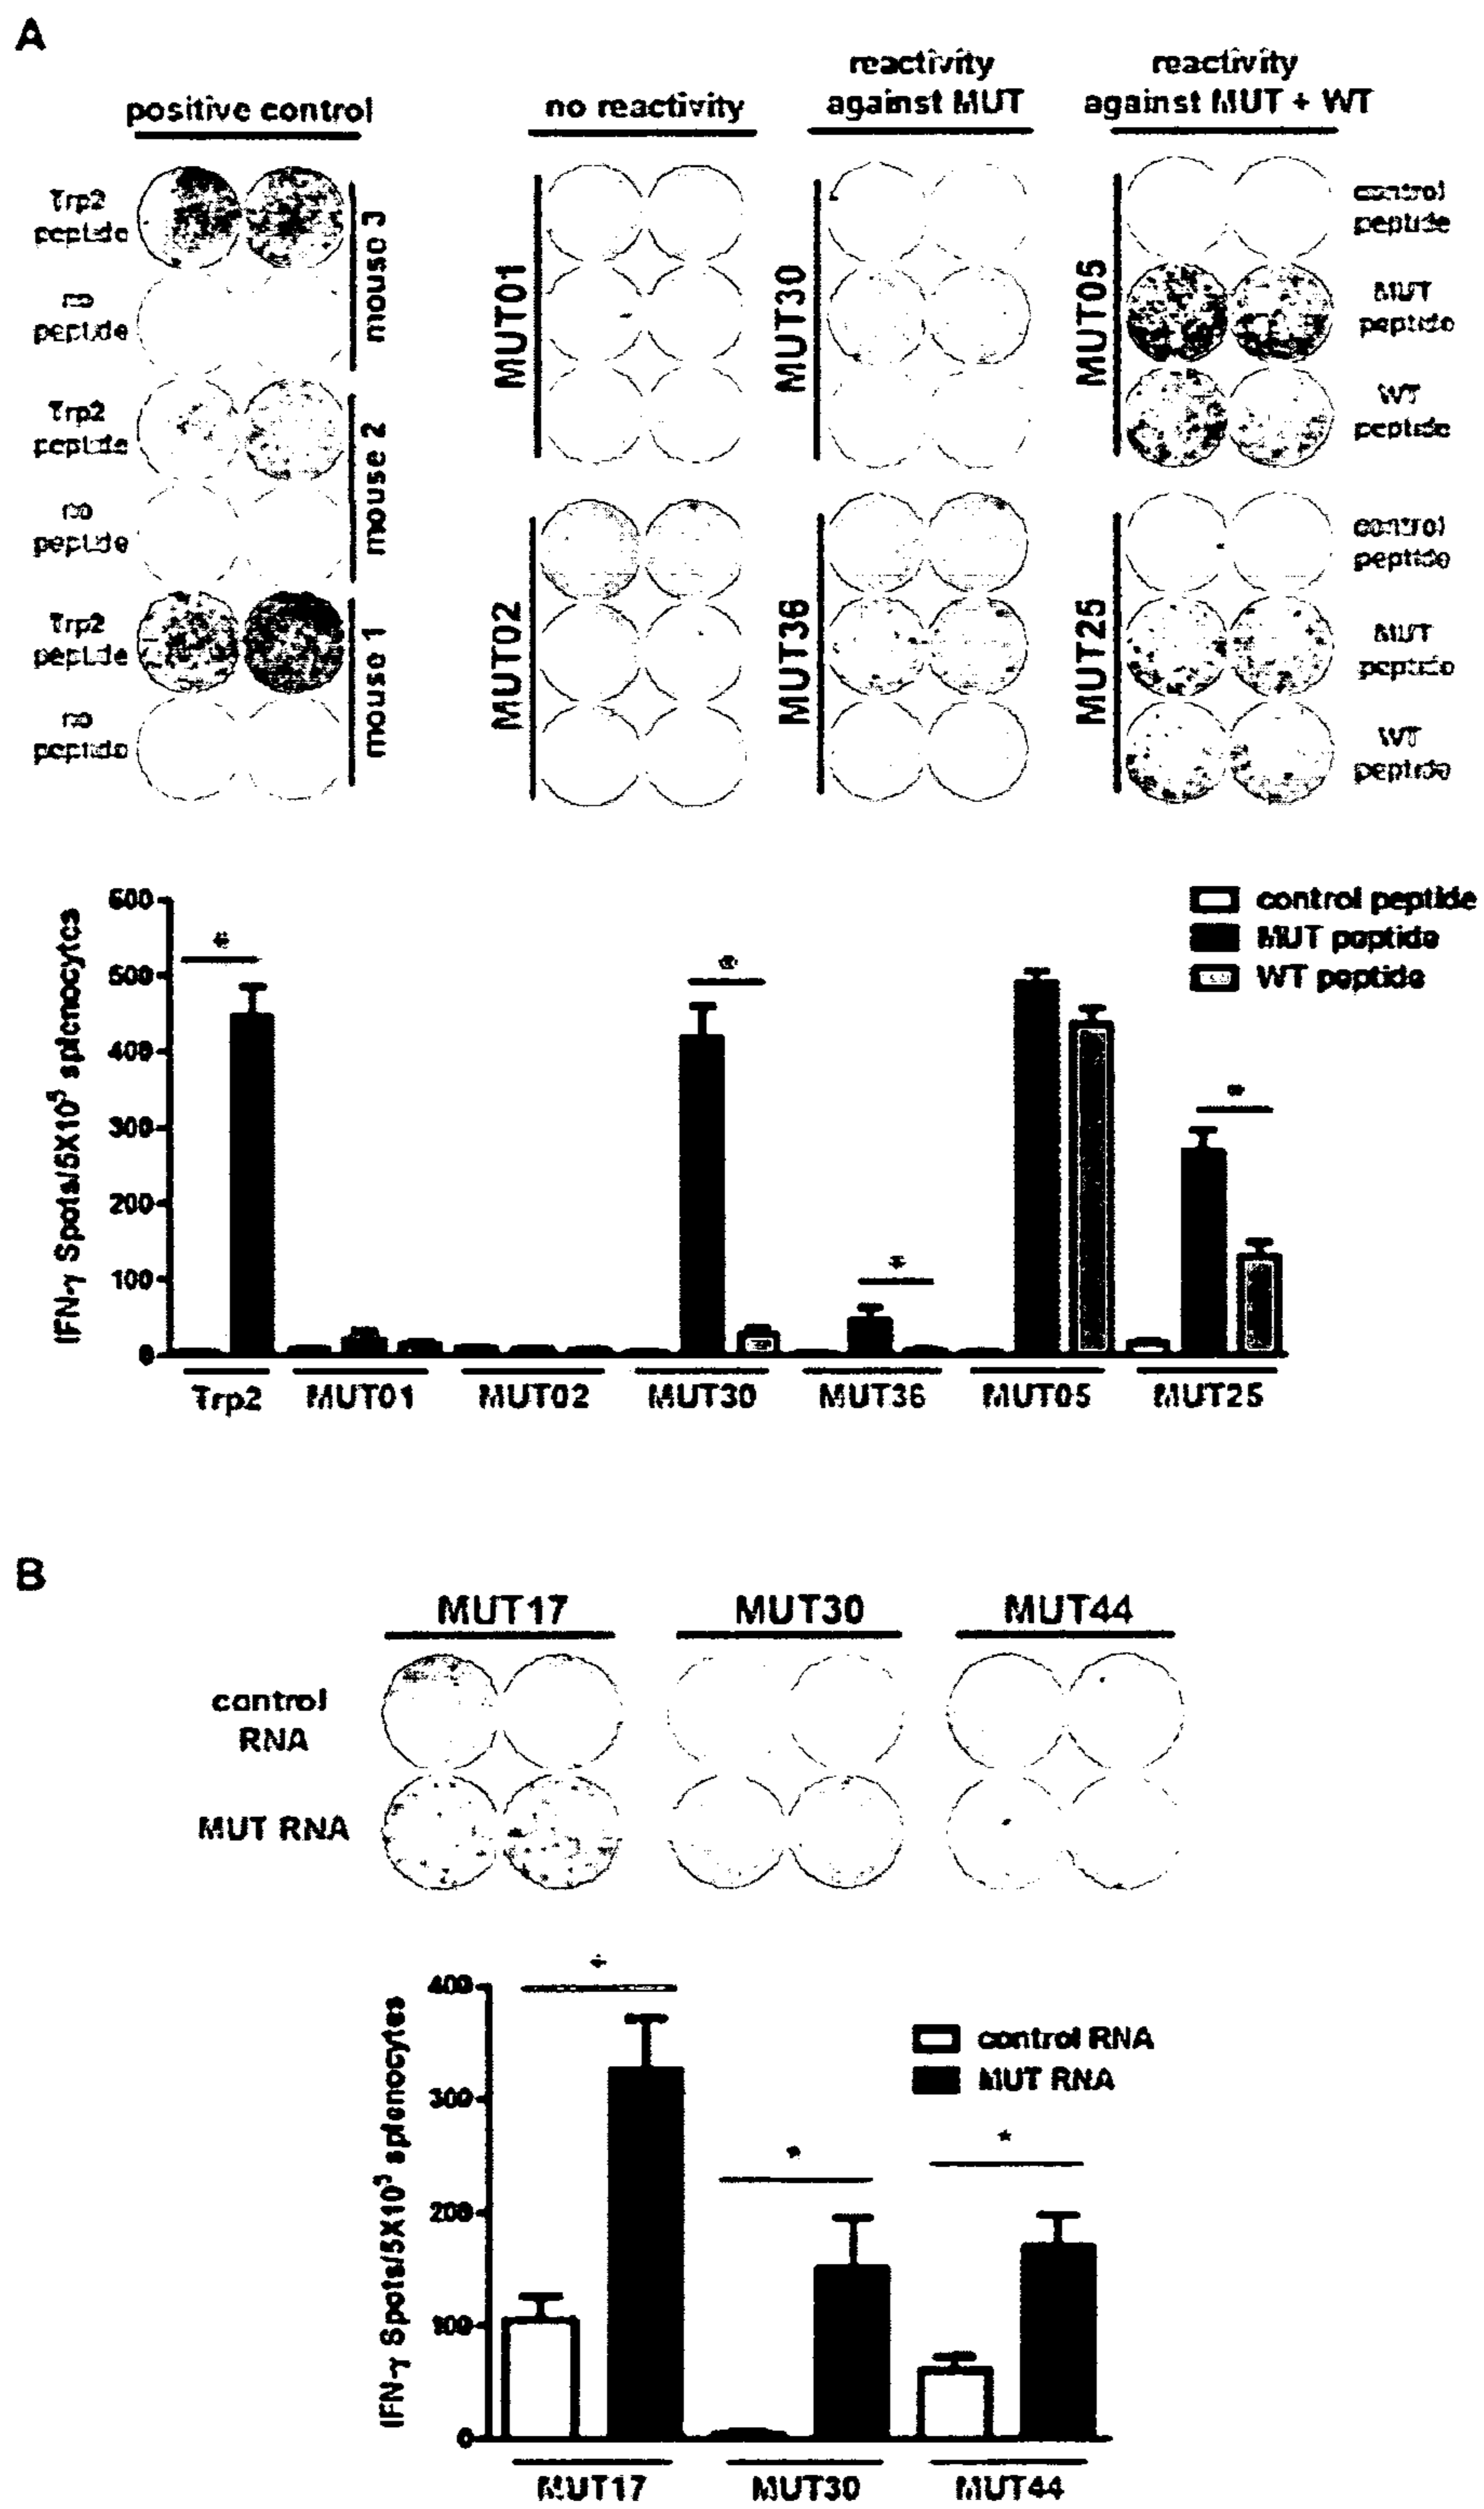 A
positive control
no reactivity
reactivity
against MUT
reactivity
against MUT + WT
Trp2
peptide
no
peptide
mouse 3
Trp2
peptide
no
peptide
mouse 2
Trp2
peptide
no
peptide
mouse 1
MUT01
MUT30
MUT05
control
peptide
MUT
peptide
WT
peptide
MUT02
MUT36
MUT25
control
peptide
MUT
peptide
WT
peptide
IFN-γ Spots/5X10⁵ splenocytes
600
500
400
300
200
100
0
*
*
*
*
control peptide
MUT peptide
WT peptide
Trp2
MUT01
MUT02
MUT30
MUT36
MUT05
MUT25
B
MUT17
MUT30
MUT44
control
RNA
MUT RNA
IFN-γ Spots/5X10³ splenocytes
400
300
200
100
0
*
*
*
control RNA
MUT RNA
MUT17
MUT30
MUT44